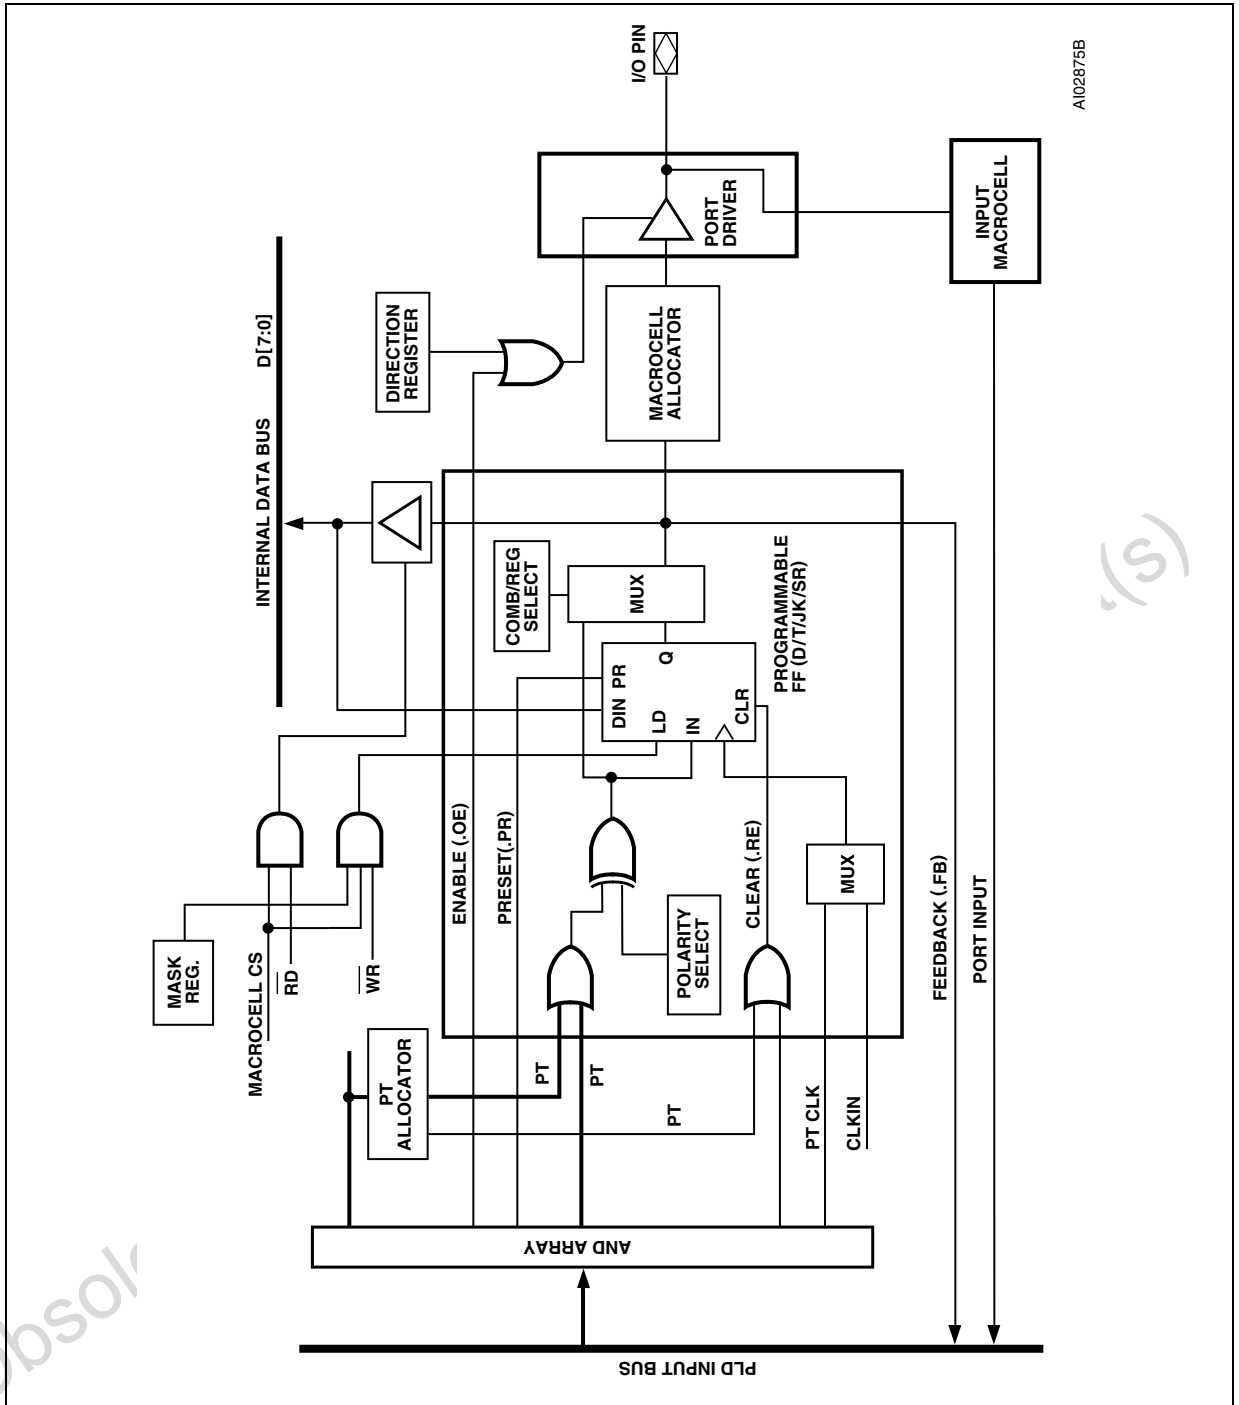 I/O PIN
AI02875B
PORT
DRIVER
INPUT
MACROCELL
INTERNAL DATA BUS
D[7:0]
DIRECTION
REGISTER
MACROCELL
ALLOCATOR
COMB/REG
SELECT
MUX
PROGRAMMABLE
FF (D/T/JK/SR)
DIN
PR
LD
Q
IN
CLR
MASK
REG.
MACROCELL CS
RD
WR
ENABLE (.OE)
PRESET(.PR)
POLARITY
SELECT
CLEAR (.RE)
MUX
FEEDBACK (.FB)
PORT INPUT
PT
ALLOCATOR
PT
PT
PT
PT CLK
CLKIN
AND ARRAY
PLD INPUT BUS
t(s)